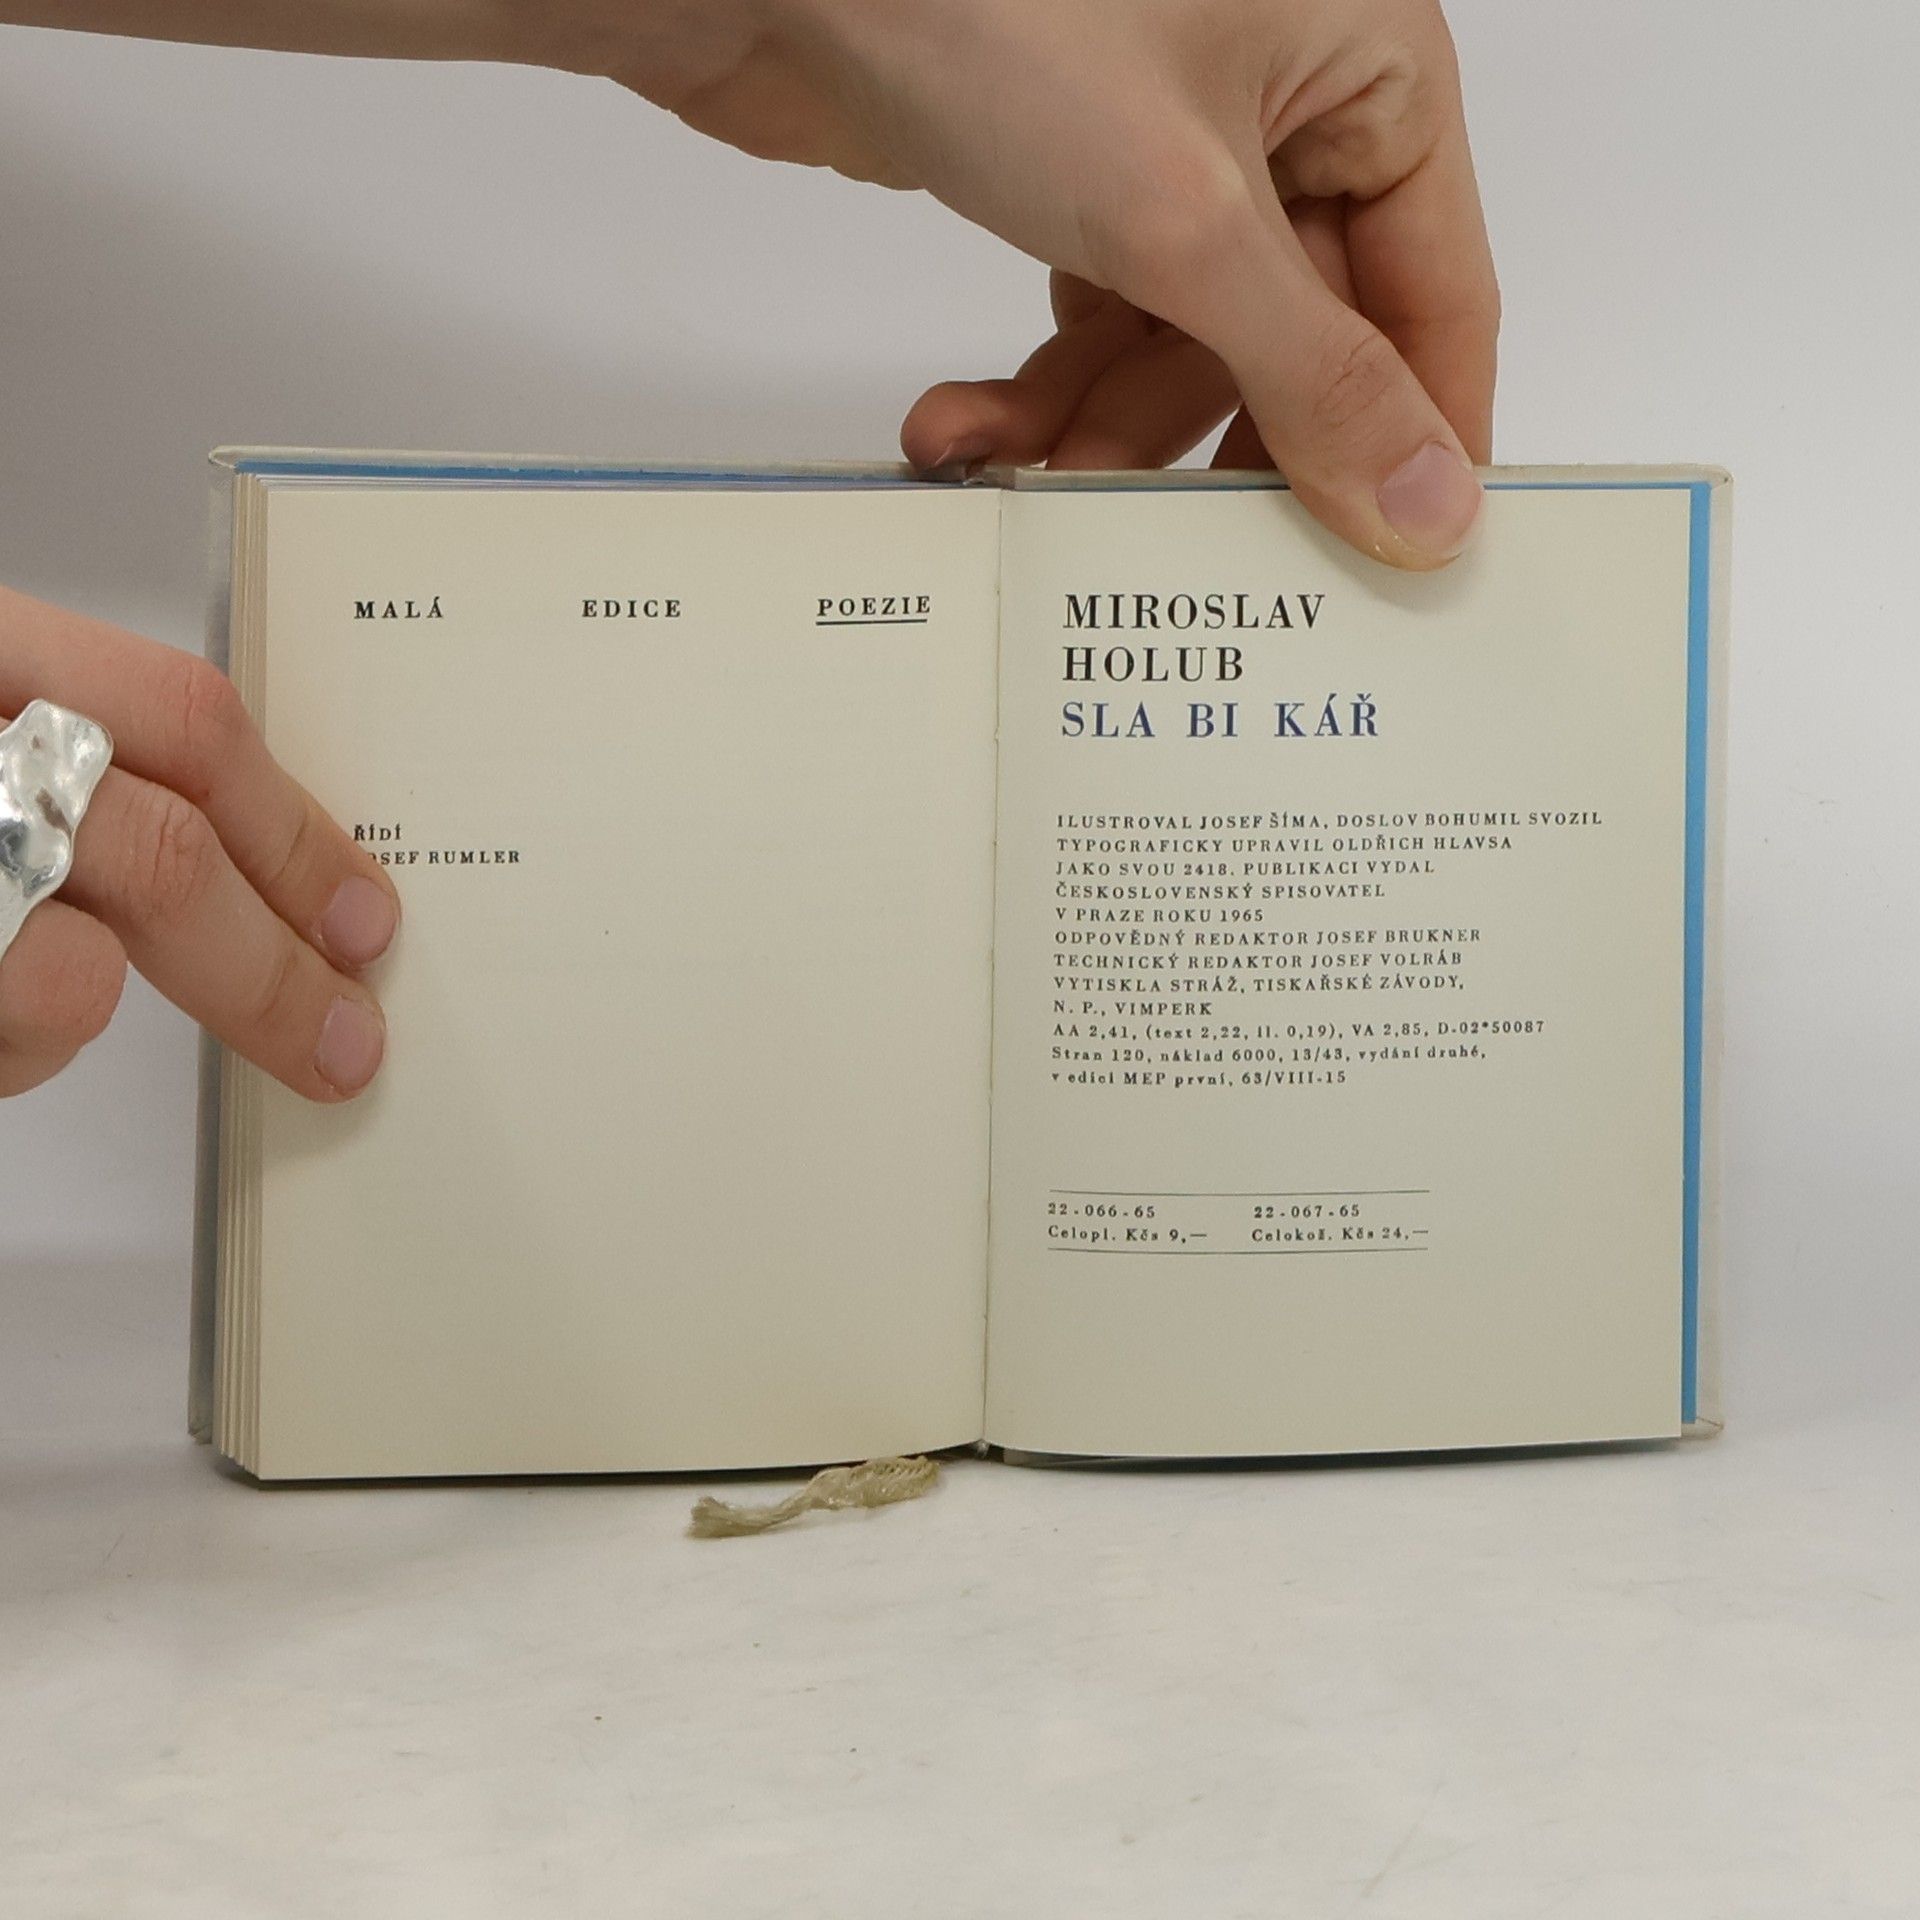 MALÁ EDICE POEZIE
ŘÍDÍ
JOSEF RUMLER
MIROSLAV
HOLUB
SLA BI KÁŘ
ILUSTROVAL JOSEF ŠÍMA, DOSLOV BOHUMIL SVOZIL
TYPOGRAFICKY UPRAVIL OLDŘICH HLAVSA
JAKO SVOU 2418. PUBLIKACI VYDAL
ČESKOSLOVENSKÝ SPISOVATEL
V PRAZE ROKU 1965
ODPOVĚDNÝ REDAKTOR JOSEF BRUKNER
TECHNICKÝ REDAKTOR JOSEF VOLRÁB
VYTISKLA STRÁŽ, TISKAŘSKÉ ZÁVODY,
N. P., VIMPERK
AA 2,41, (text 2,22, il. 0,19), VA 2,85, D-02*50087
Stran 120, náklad 6000, 13/43, vydání druhé,
v edici MEP první, 63/VIII-15
22-066-65 22-067-65
Celopl. Kčs 9,— Celokož. Kčs 24,—